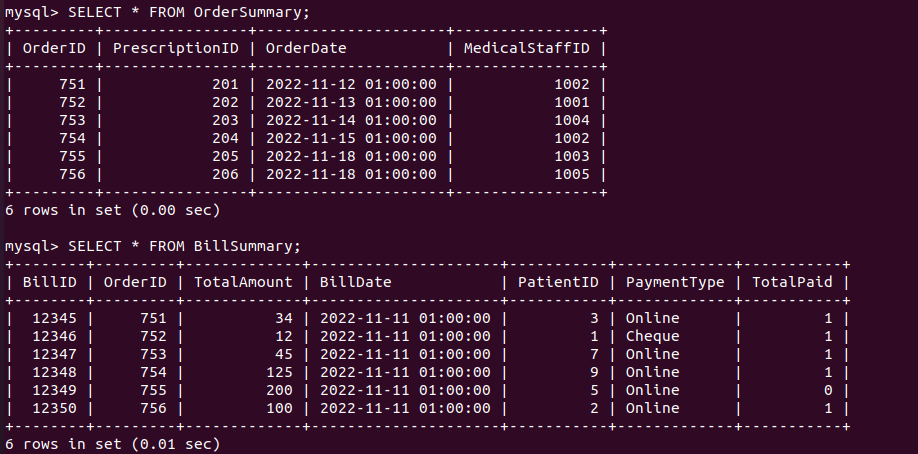 mysql> SELECT * FROM OrderSummary;
+---------+----------------+---------------------+----------------+
| OrderID | PrescriptionID | OrderDate           | MedicalStaffID |
+---------+----------------+---------------------+----------------+
|     751 |            201 | 2022-11-12 01:00:00 |           1002 |
|     752 |            202 | 2022-11-13 01:00:00 |           1001 |
|     753 |            203 | 2022-11-14 01:00:00 |           1004 |
|     754 |            204 | 2022-11-15 01:00:00 |           1002 |
|     755 |            205 | 2022-11-18 01:00:00 |           1003 |
|     756 |            206 | 2022-11-18 01:00:00 |           1005 |
+---------+----------------+---------------------+----------------+
6 rows in set (0.00 sec)

mysql> SELECT * FROM BillSummary;
+--------+---------+-------------+---------------------+-----------+-------------+-----------+
| BillID | OrderID | TotalAmount | BillDate            | PatientID | PaymentType | TotalPaid |
+--------+---------+-------------+---------------------+-----------+-------------+-----------+
|  12345 |     751 |          34 | 2022-11-11 01:00:00 |         3 | Online      |         1 |
|  12346 |     752 |          12 | 2022-11-11 01:00:00 |         1 | Cheque      |         1 |
|  12347 |     753 |          45 | 2022-11-11 01:00:00 |         7 | Online      |         1 |
|  12348 |     754 |         125 | 2022-11-11 01:00:00 |         9 | Online      |         1 |
|  12349 |     755 |         200 | 2022-11-11 01:00:00 |         5 | Online      |         0 |
|  12350 |     756 |         100 | 2022-11-11 01:00:00 |         2 | Online      |         1 |
+--------+---------+-------------+---------------------+-----------+-------------+-----------+
6 rows in set (0.01 sec)